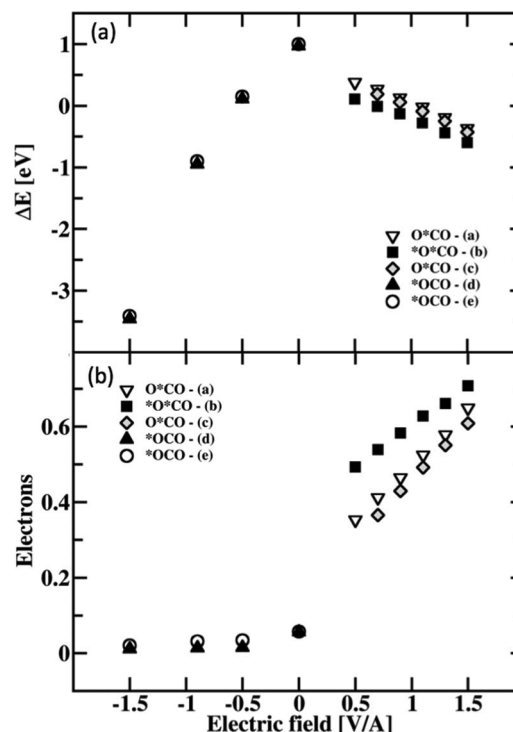 (a)
1
0
-1
-2
-3
ΔE [eV]
O*CO - (a)
*O*CO - (b)
O*CO - (c)
*OCO - (d)
*OCO - (e)
(b)
O*CO - (a)
*O*CO - (b)
O*CO - (c)
*OCO - (d)
*OCO - (e)
0.6
0.4
0.2
0
Electrons
-1.5 -1 -0.5 0 0.5 1 1.5
Electric field [V/A]